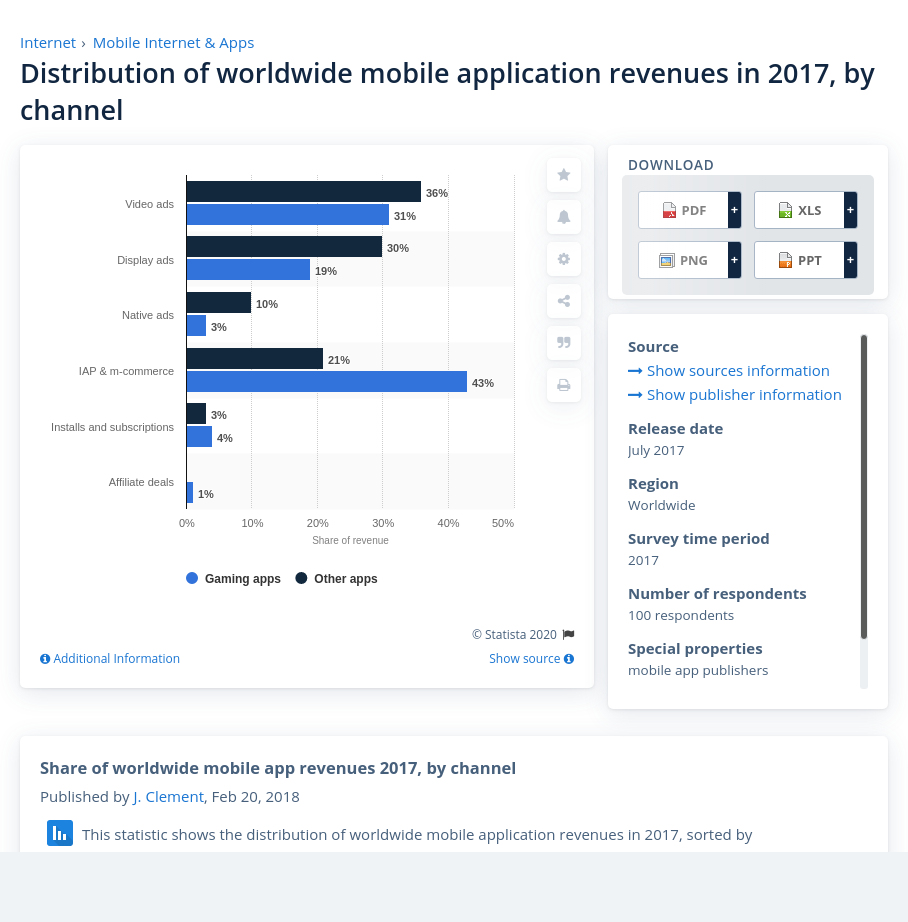 Internet › Mobile Internet & Apps
Distribution of worldwide mobile application revenues in 2017, by
channel
Video ads
36%
31%
Display ads
30%
19%
Native ads
10%
3%
IAP & m-commerce
21%
43%
Installs and subscriptions
3%
4%
Affiliate deals
1%
0% 10% 20% 30% 40% 50%
Share of revenue
Gaming apps Other apps
© Statista 2020
Additional Information Show source
DOWNLOAD
PDF + XLS +
PNG + PPT +
Source
Show sources information
Show publisher information
Release date
July 2017
Region
Worldwide
Survey time period
2017
Number of respondents
100 respondents
Special properties
mobile app publishers
Share of worldwide mobile app revenues 2017, by channel
Published by J. Clement, Feb 20, 2018
This statistic shows the distribution of worldwide mobile application revenues in 2017, sorted by